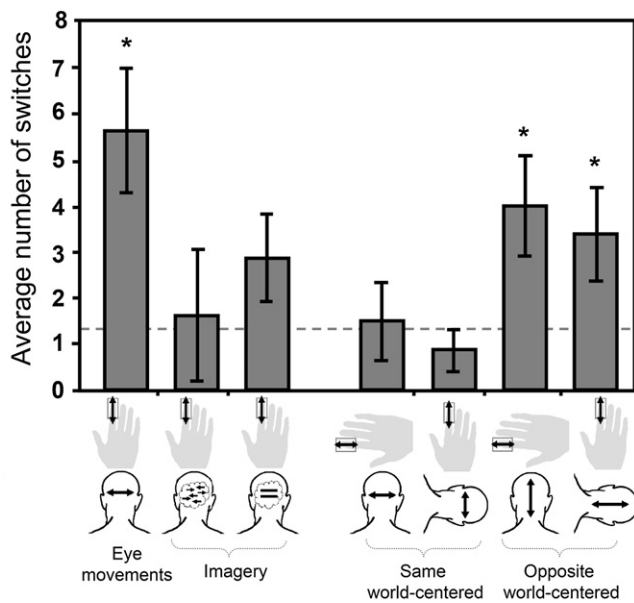 Average number of switches
8
7
6
5
4
3
2
1
0
*
*
*
Eye
movements
Imagery
Same
world-centered
Opposite
world-centered